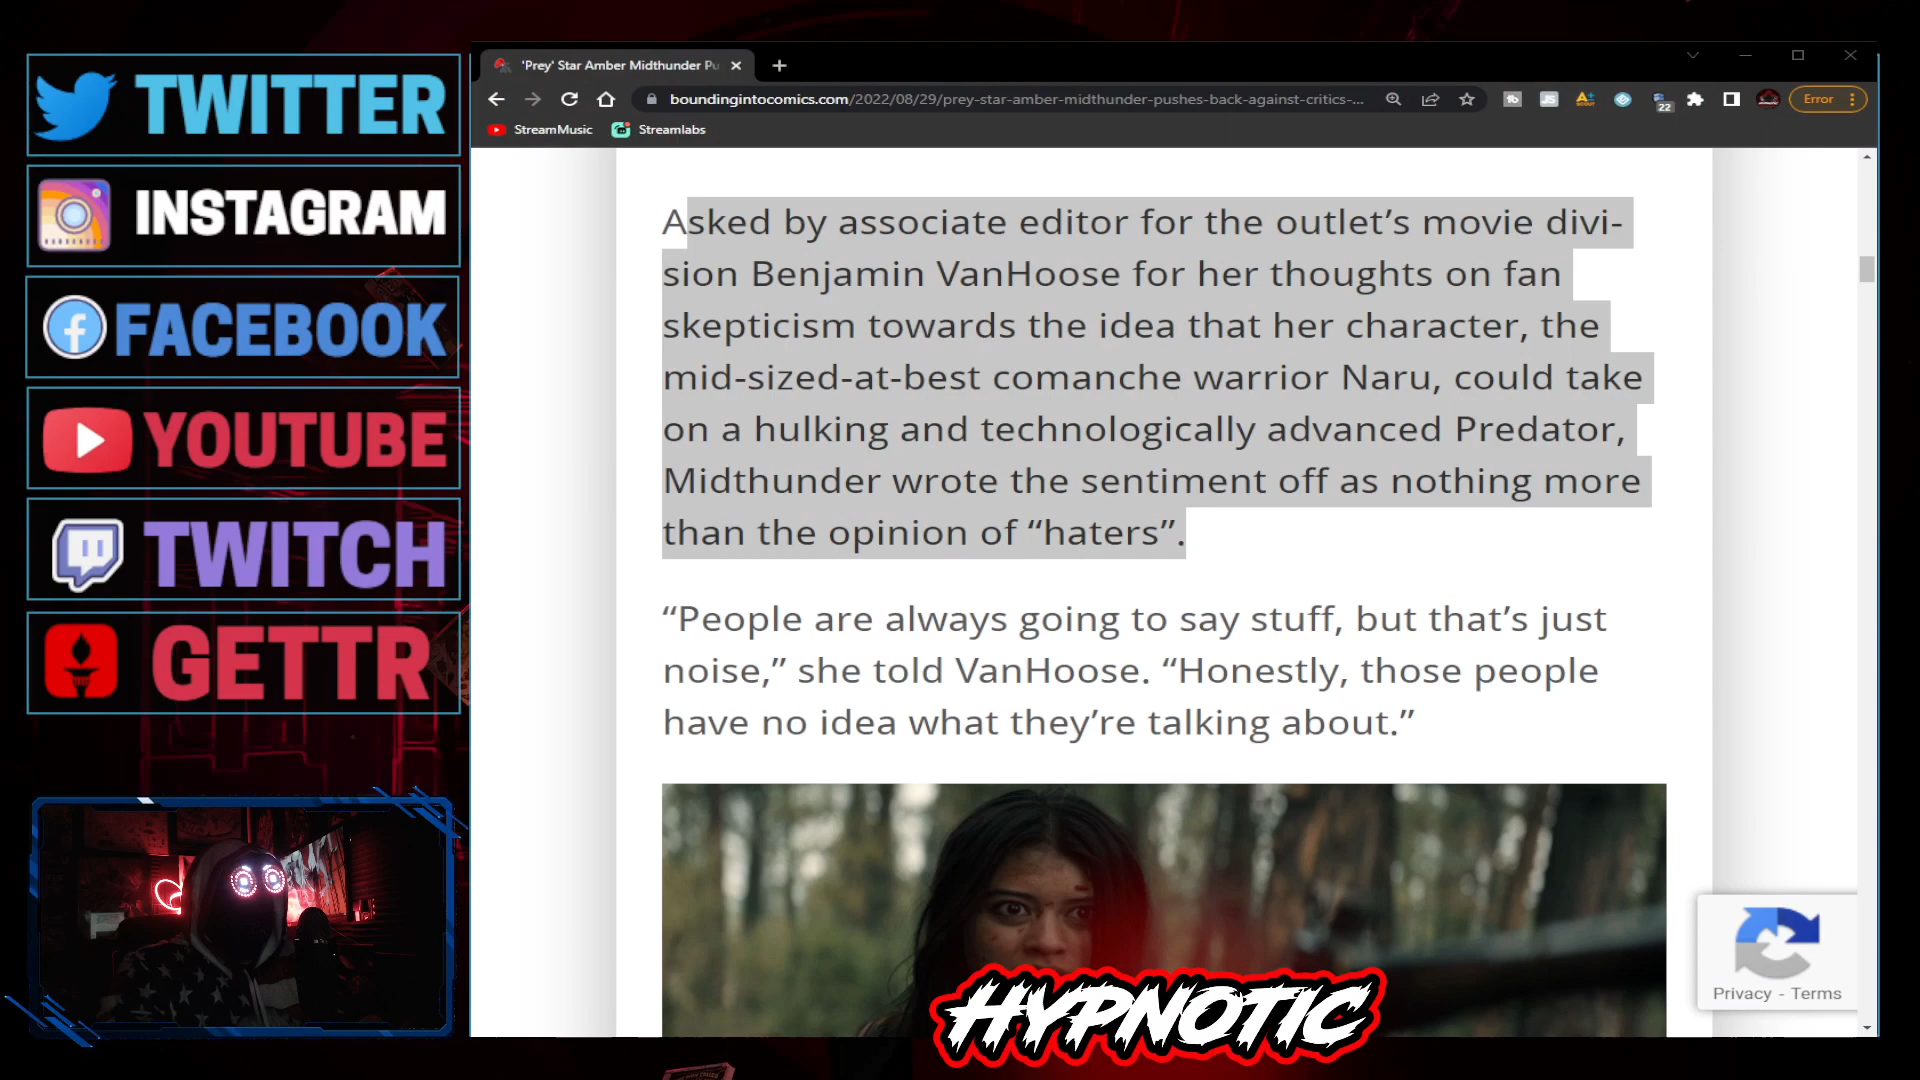 TWITTER
INSTAGRAM
FACEBOOK
YOUTUBE
TWITCH
GETTR
'Prey' Star Amber Midthunder Pu
boundingintocomics.com/2022/08/29/prey-star-amber-midthunder-pushes-back-against-critics-...
22
Error
StreamMusic
Streamlabs
Asked by associate editor for the outlet’s movie divi-
sion Benjamin VanHoose for her thoughts on fan
skepticism towards the idea that her character, the
mid-sized-at-best comanche warrior Naru, could take
on a hulking and technologically advanced Predator,
Midthunder wrote the sentiment off as nothing more
than the opinion of “haters”.
“People are always going to say stuff, but that’s just
noise,” she told VanHoose. “Honestly, those people
have no idea what they’re talking about.”
Privacy - Terms
HYPNOTIC